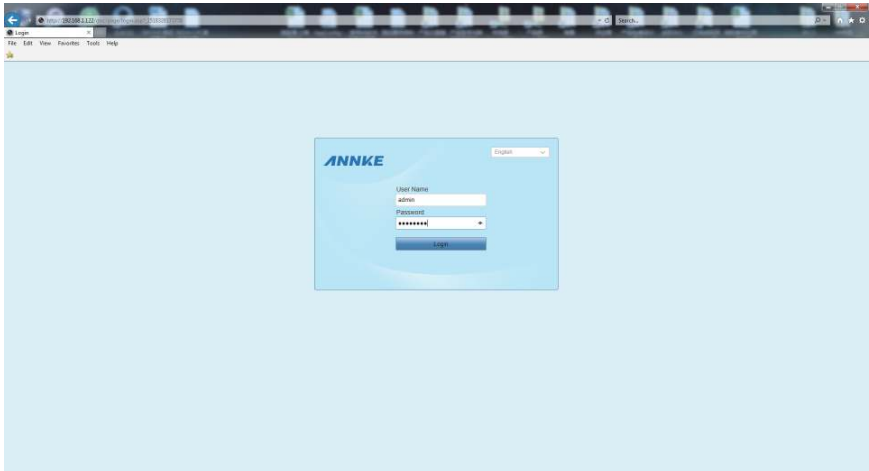 Search...
Login
File Edit View Favorites Tools Help
ANNKE
English
User Name
admin
Password
••••••••
Login